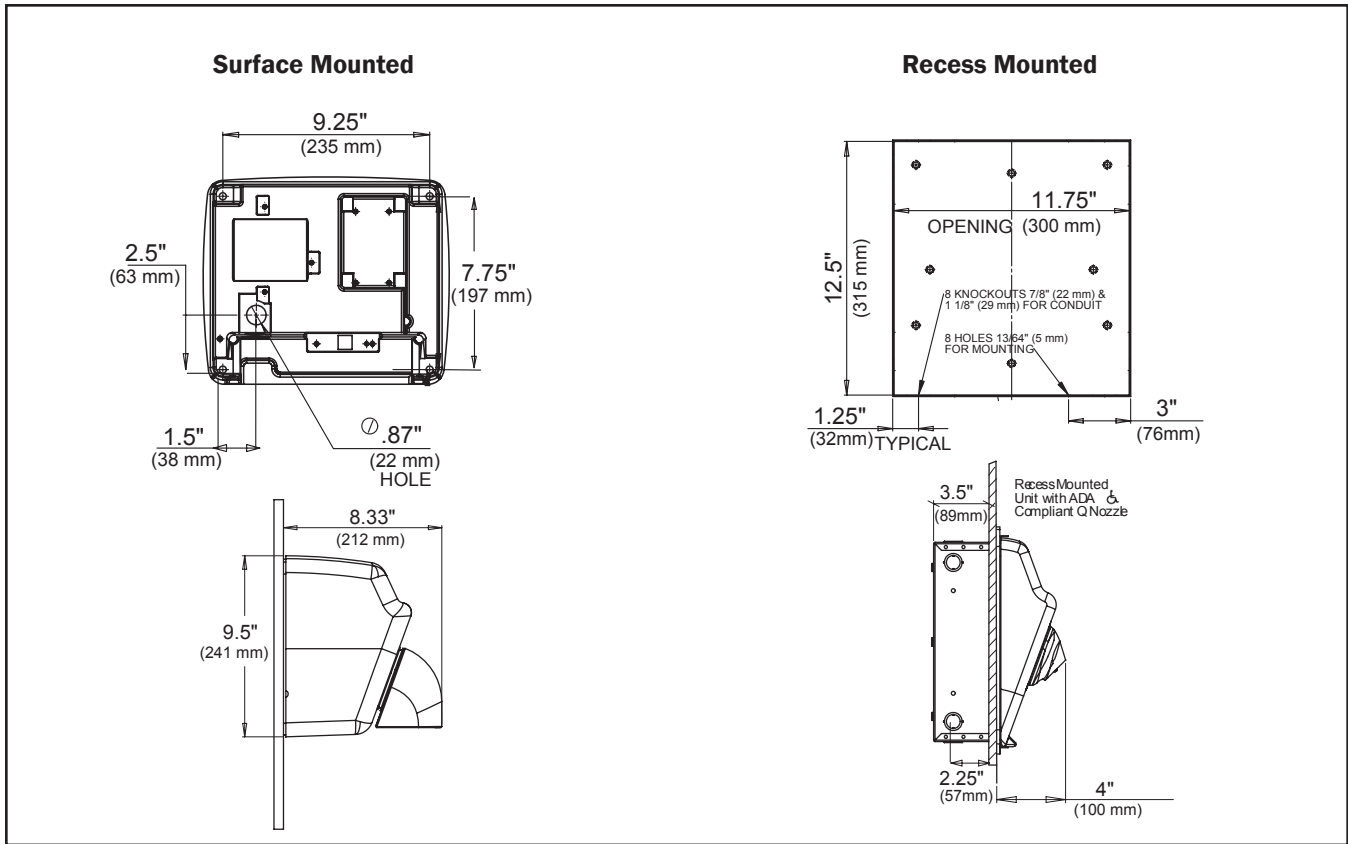 Surface Mounted
9.25"
(235 mm)
2.5"
(63 mm)
7.75"
(197 mm)
1.5"
(38 mm)
.87"
(22 mm)
HOLE
8.33"
(212 mm)
9.5"
(241 mm)
Recess Mounted
11.75"
OPENING (300 mm)
12.5"
(315 mm)
8 KNOCKOUTS 7/8" (22 mm) &
1 1/8" (29 mm) FOR CONDUIT
8 HOLES 13/64" (5 mm)
FOR MOUNTING
1.25"
(32mm) TYPICAL
3"
(76mm)
3.5"
(89mm)
Recess Mounted
Unit with ADA
Compliant Q Nozzle
2.25"
(57mm)
4"
(100 mm)